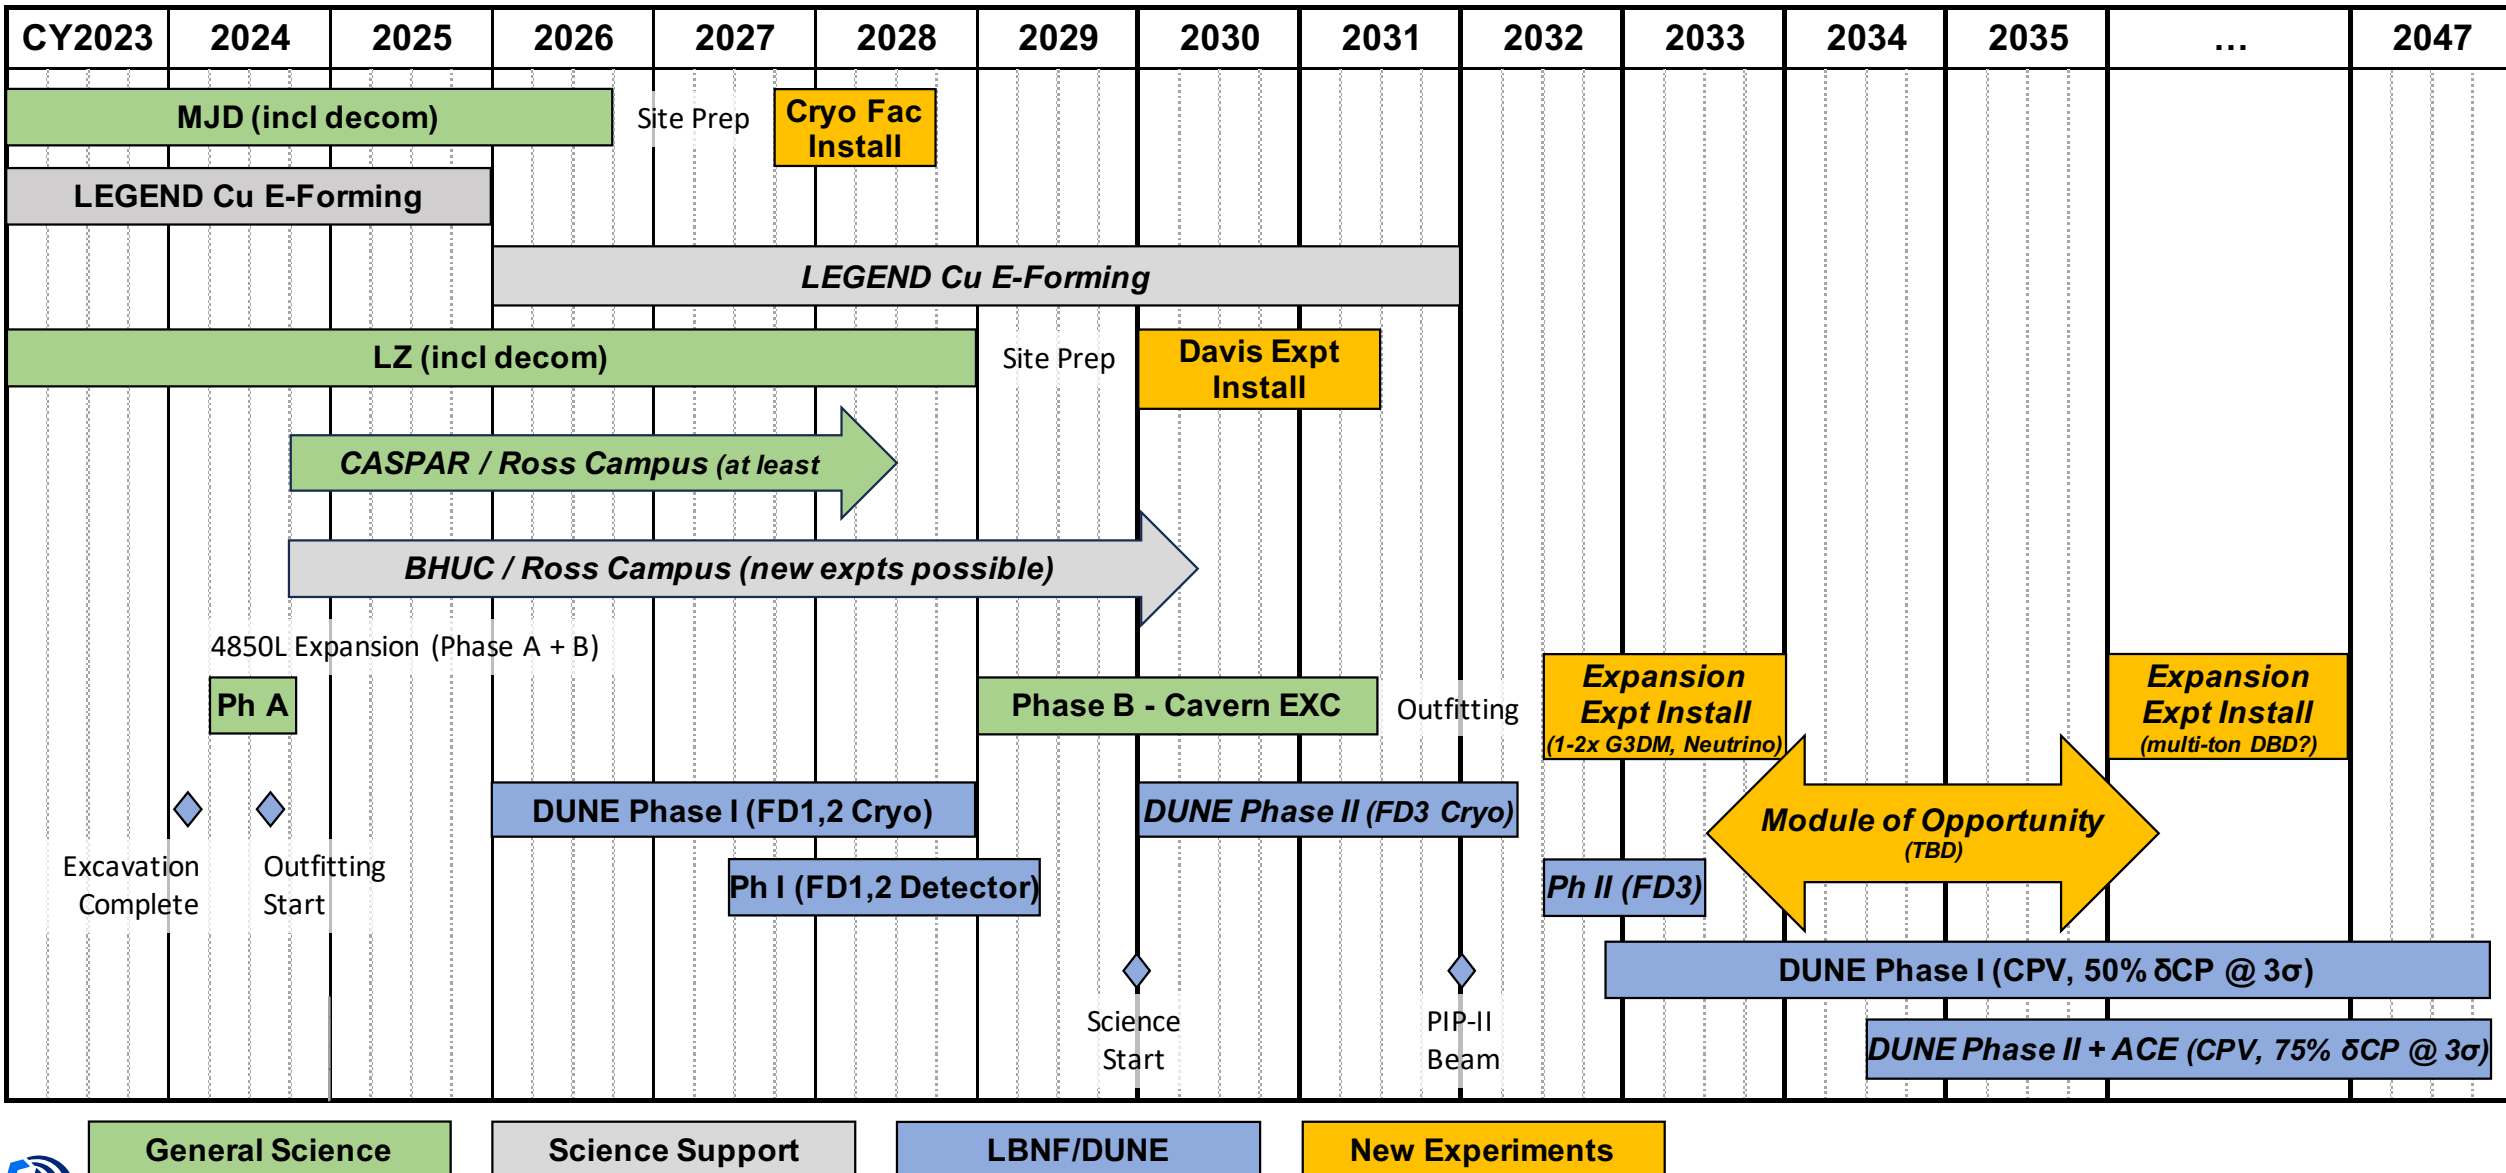 CY2023 2024 2025 2026 2027 2028 2029 2030 2031 2032 2033 2034 2035 ... 2047
MJD (incl decom)
Site Prep
Cryo Fac
Install
LEGEND Cu E-Forming
LEGEND Cu E-Forming
LZ (incl decom)
Site Prep
Davis Expt
Install
CASPAR / Ross Campus (at least
BHUC / Ross Campus (new expts possible)
4850L Expansion (Phase A + B)
Ph A
Phase B - Cavern EXC
Outfitting
Expansion
Expt Install
(1-2x G3DM, Neutrino)
Expansion
Expt Install
(multi-ton DBD?)
DUNE Phase I (FD1,2 Cryo)
DUNE Phase II (FD3 Cryo)
Module of Opportunity
(TBD)
Excavation
Complete
Outfitting
Start
Ph I (FD1,2 Detector)
Ph II (FD3)
DUNE Phase I (CPV, 50% δCP @ 3σ)
Science
Start
PIP-II
Beam
DUNE Phase II + ACE (CPV, 75% δCP @ 3σ)
General Science
Science Support
LBNF/DUNE
New Experiments